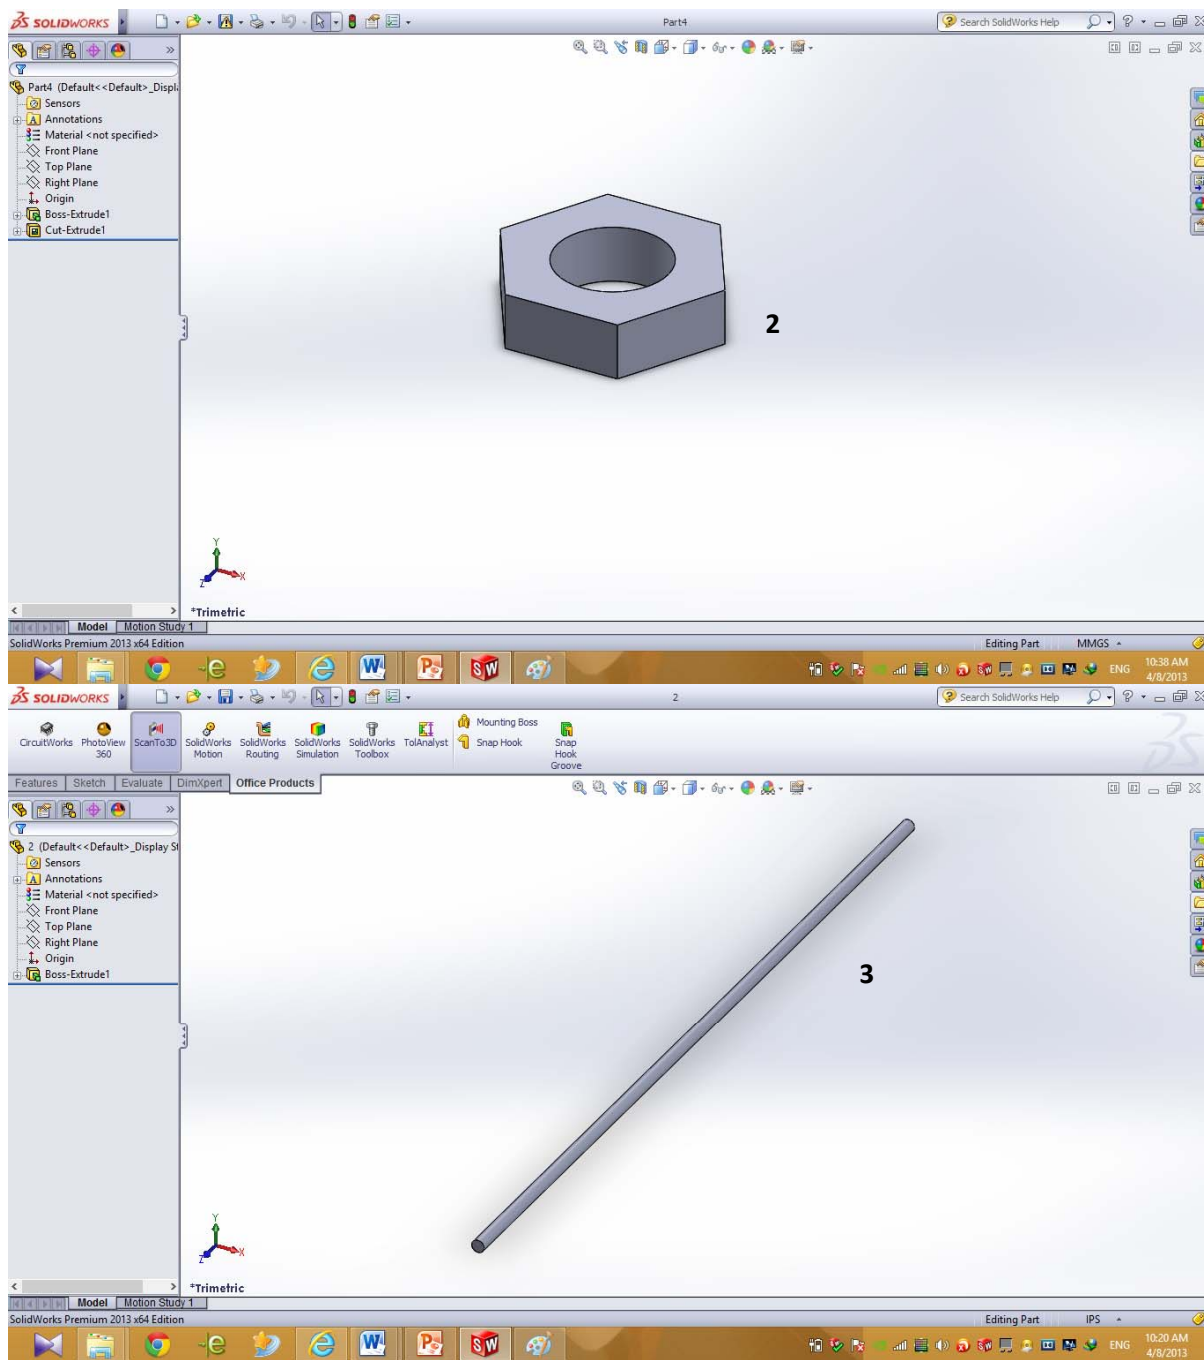 SOLIDWORKS
Part4
Search SolidWorks Help
Part4 (Default<<Default>_Displ
Sensors
Annotations
Material <not specified>
Front Plane
Top Plane
Right Plane
Origin
Boss-Extrude1
Cut-Extrude1
2
Y
X
Z
*Trimetric
Model
Motion Study 1
SolidWorks Premium 2013 x64 Edition
Editing Part
MMGS
ENG
10:38 AM
4/8/2013
SOLIDWORKS
2
Search SolidWorks Help
CircuitWorks
PhotoView
360
ScanTo3D
SolidWorks
Motion
SolidWorks
Routing
SolidWorks
Simulation
SolidWorks
Toolbox
TolAnalyst
Mounting Boss
Snap Hook
Snap
Hook
Groove
Features
Sketch
Evaluate
DimXpert
Office Products
2 (Default<<Default>_Display St
Sensors
Annotations
Material <not specified>
Front Plane
Top Plane
Right Plane
Origin
Boss-Extrude1
3
Y
X
Z
*Trimetric
Model
Motion Study 1
SolidWorks Premium 2013 x64 Edition
Editing Part
IPS
ENG
10:20 AM
4/8/2013